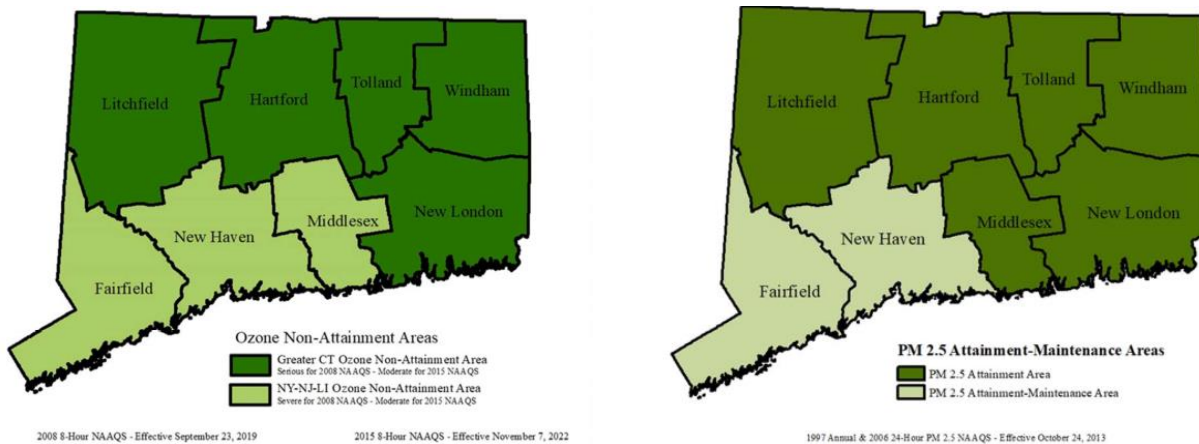 Litchfield
Hartford
Tolland
Windham
New London
Middlesex
New Haven
Fairfield
Ozone Non-Attainment Areas
Greater CT Ozone Non-Attainment Area
Serious for 2008 NAAQS - Moderate for 2015 NAAQS
NY-NJ-LI Ozone Non-Attainment Area
Severe for 2008 NAAQS - Moderate for 2015 NAAQS
2008 8-Hour NAAQS - Effective September 23, 2019
2015 8-Hour NAAQS - Effective November 7, 2022
Litchfield
Hartford
Tolland
Windham
New London
Middlesex
New Haven
Fairfield
PM 2.5 Attainment-Maintenance Areas
PM 2.5 Attainment Area
PM 2.5 Attainment-Maintenance Area
1997 Annual & 2006 24-Hour PM 2.5 NAAQS - Effective October 24, 2013